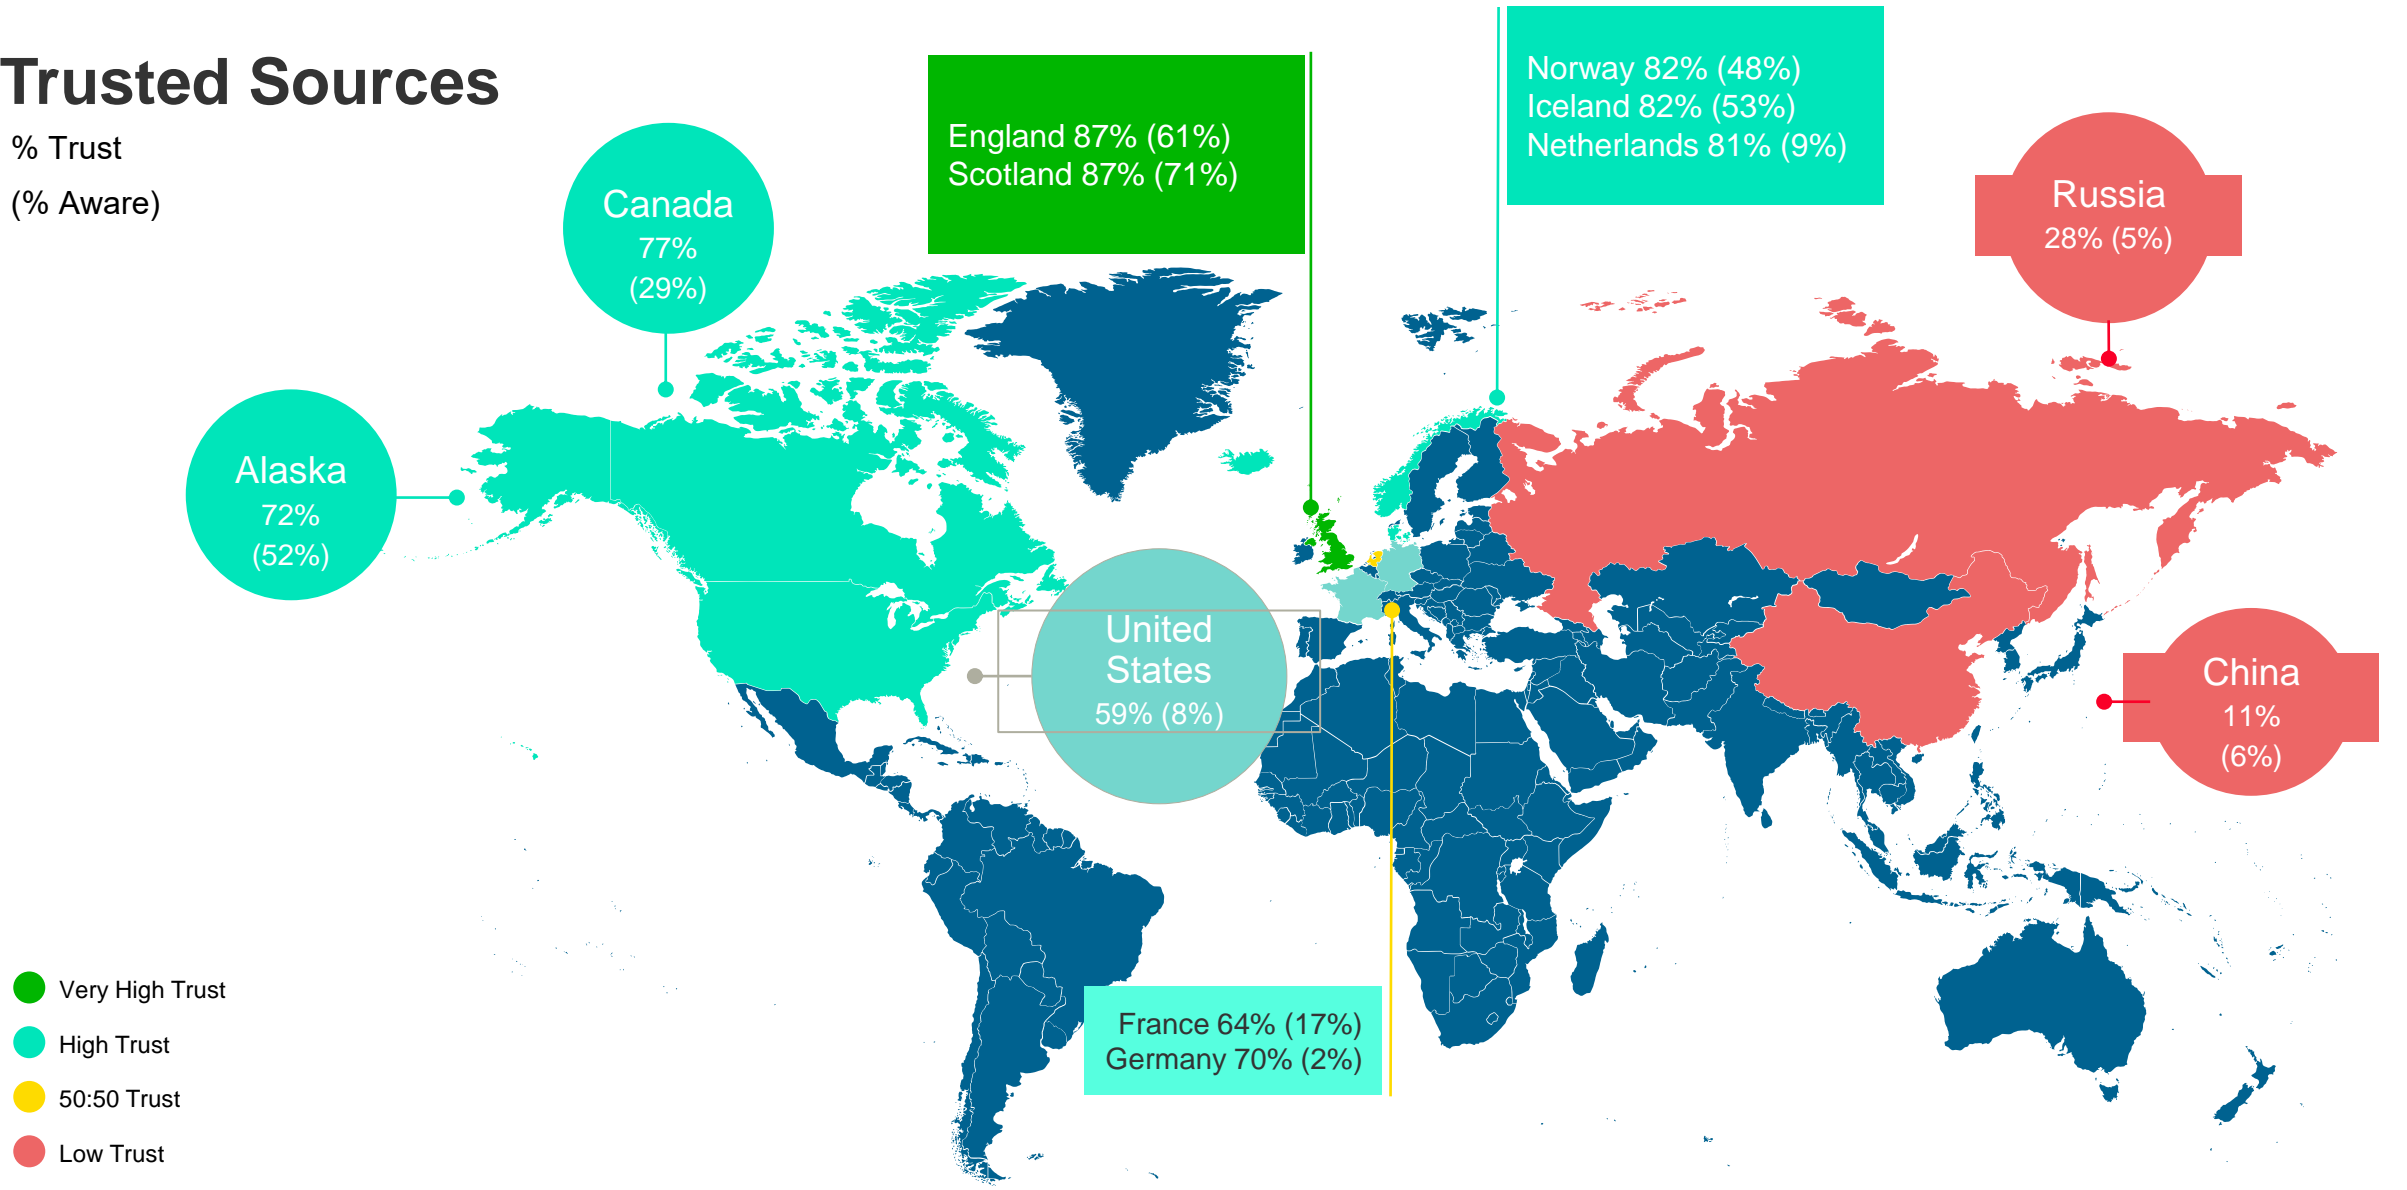 Trusted Sources
% Trust
(% Aware)
Canada
77%
(29%)
England 87% (61%)
Scotland 87% (71%)
Norway 82% (48%)
Iceland 82% (53%)
Netherlands 81% (9%)
Russia
28% (5%)
Alaska
72%
(52%)
United
States
59% (8%)
China
11%
(6%)
France 64% (17%)
Germany 70% (2%)
Very High Trust
High Trust
50:50 Trust
Low Trust